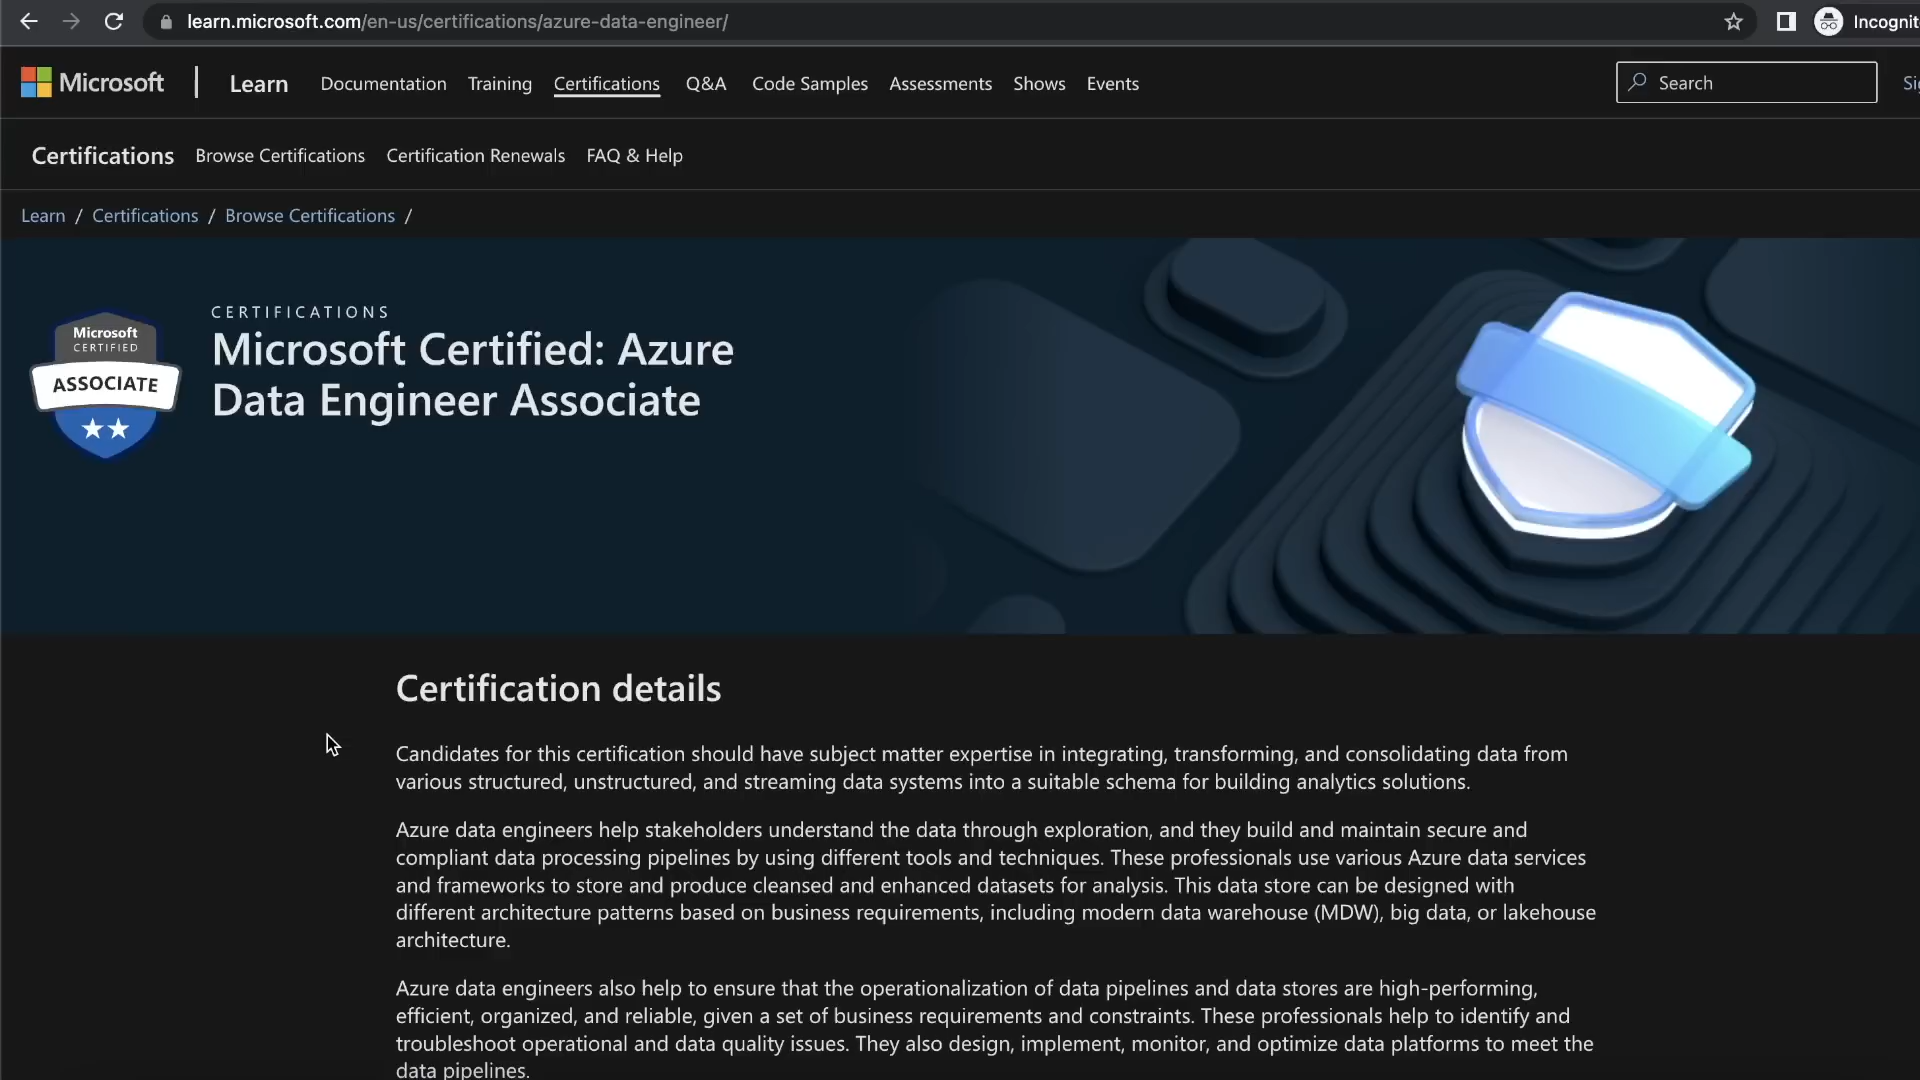 learn.microsoft.com/en-us/certifications/azure-data-engineer/
Microsoft Learn Documentation Training Certifications Q&A Code Samples Assessments Shows Events Search
Certifications Browse Certifications Certification Renewals FAQ & Help
Learn / Certifications / Browse Certifications /
Microsoft
CERTIFIED
ASSOCIATE
CERTIFICATIONS
Microsoft Certified: Azure
Data Engineer Associate
Certification details
Candidates for this certification should have subject matter expertise in integrating, transforming, and consolidating data from
various structured, unstructured, and streaming data systems into a suitable schema for building analytics solutions.
Azure data engineers help stakeholders understand the data through exploration, and they build and maintain secure and
compliant data processing pipelines by using different tools and techniques. These professionals use various Azure data services
and frameworks to store and produce cleansed and enhanced datasets for analysis. This data store can be designed with
different architecture patterns based on business requirements, including modern data warehouse (MDW), big data, or lakehouse
architecture.
Azure data engineers also help to ensure that the operationalization of data pipelines and data stores are high-performing,
efficient, organized, and reliable, given a set of business requirements and constraints. These professionals help to identify and
troubleshoot operational and data quality issues. They also design, implement, monitor, and optimize data platforms to meet the
data pipelines.